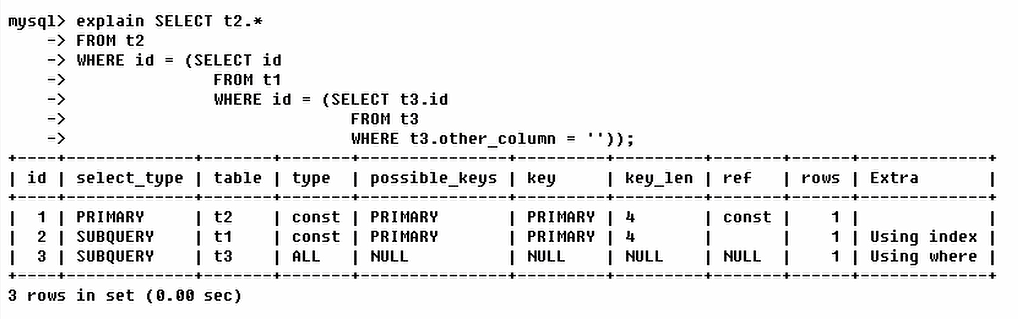 mysql> explain SELECT t2.*
    -> FROM t2
    -> WHERE id = (SELECT id
    ->               FROM t1
    ->               WHERE id = (SELECT t3.id
    ->                             FROM t3
    ->                             WHERE t3.other_column = ''));
+----+-------------+-------+-------+---------------+---------+---------+-------+------+-------------+
| id | select_type | table | type  | possible_keys | key     | key_len | ref   | rows | Extra       |
+----+-------------+-------+-------+---------------+---------+---------+-------+------+-------------+
|  1 | PRIMARY     | t2    | const | PRIMARY       | PRIMARY | 4       | const |    1 |             |
|  2 | SUBQUERY    | t1    | const | PRIMARY       | PRIMARY | 4       |       |    1 | Using index |
|  3 | SUBQUERY    | t3    | ALL   | NULL          | NULL    | NULL    | NULL  |    1 | Using where |
+----+-------------+-------+-------+---------------+---------+---------+-------+------+-------------+
3 rows in set (0.00 sec)